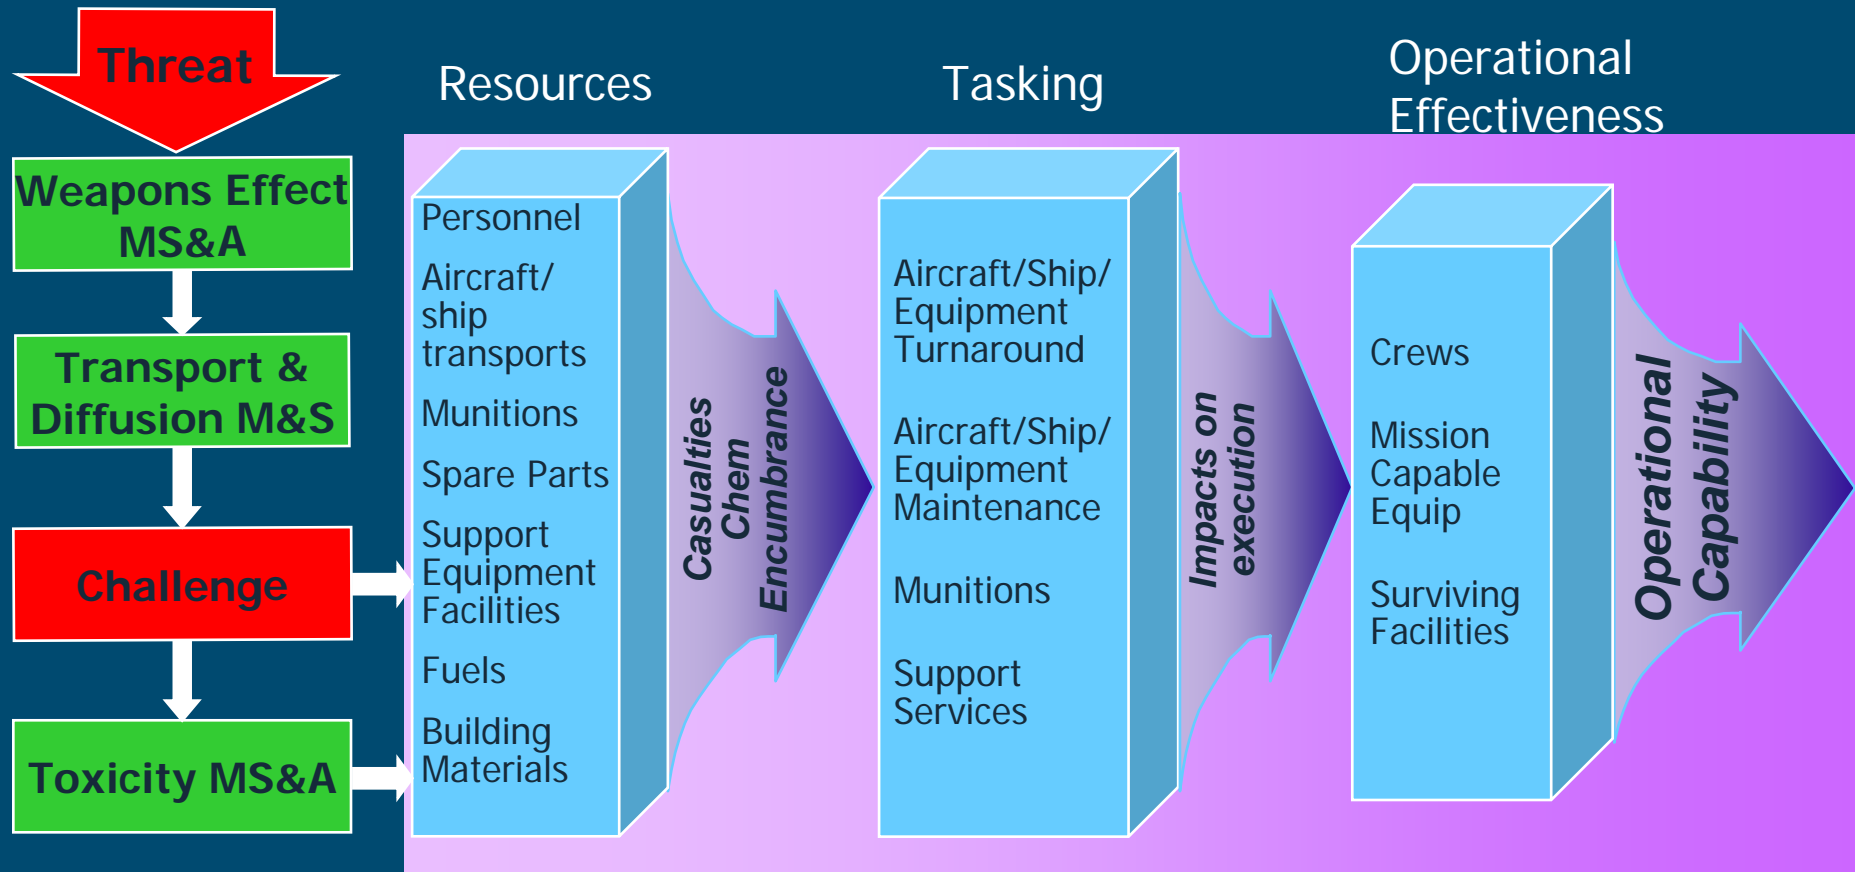 Threat
Weapons Effect
MS&A
Transport &
Diffusion M&S
Challenge
Toxicity MS&A
Resources
Personnel
Aircraft/
ship
transports
Munitions
Spare Parts
Support
Equipment
Facilities
Fuels
Building
Materials
Casualties
Chem
Encumbrance
Tasking
Aircraft/Ship/
Equipment
Turnaround
Aircraft/Ship/
Equipment
Maintenance
Munitions
Support
Services
Impacts on
execution
Operational
Effectiveness
Crews
Mission
Capable
Equip
Surviving
Facilities
Operational
Capability